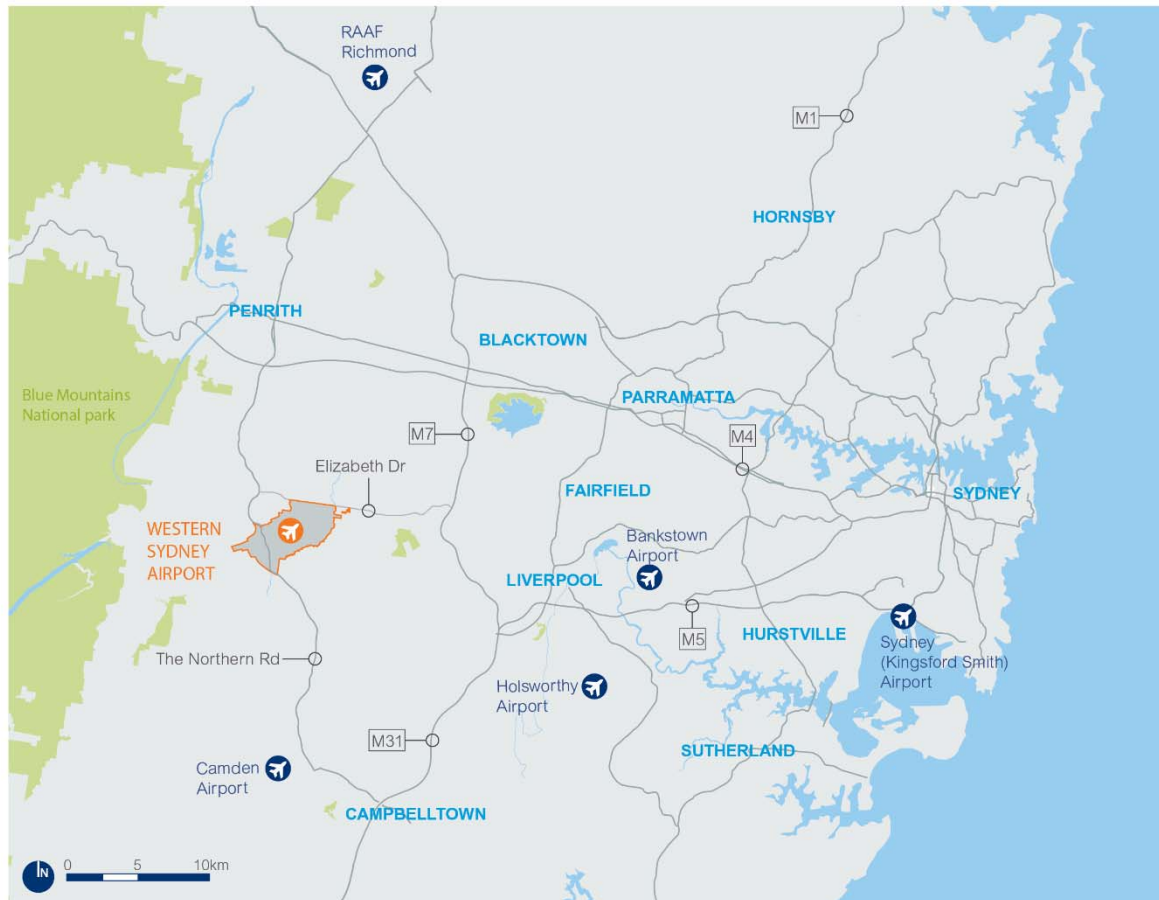 RAAF
Richmond
M1
HORNSBY
PENRITH
BLACKTOWN
Blue Mountains
National park
PARRAMATTA
M7
M4
Elizabeth Dr
FAIRFIELD
SYDNEY
WESTERN
SYDNEY
AIRPORT
Bankstown
Airport
LIVERPOOL
M5
HURSTVILLE
Sydney
(Kingsford Smith)
Airport
The Northern Rd
Holsworthy
Airport
M31
SUTHERLAND
Camden
Airport
CAMPBELLTOWN
N
0 5 10km